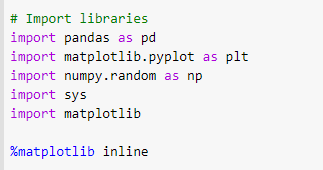 # Import libraries
import pandas as pd
import matplotlib.pyplot as plt
import numpy.random as np
import sys
import matplotlib
%matplotlib inline